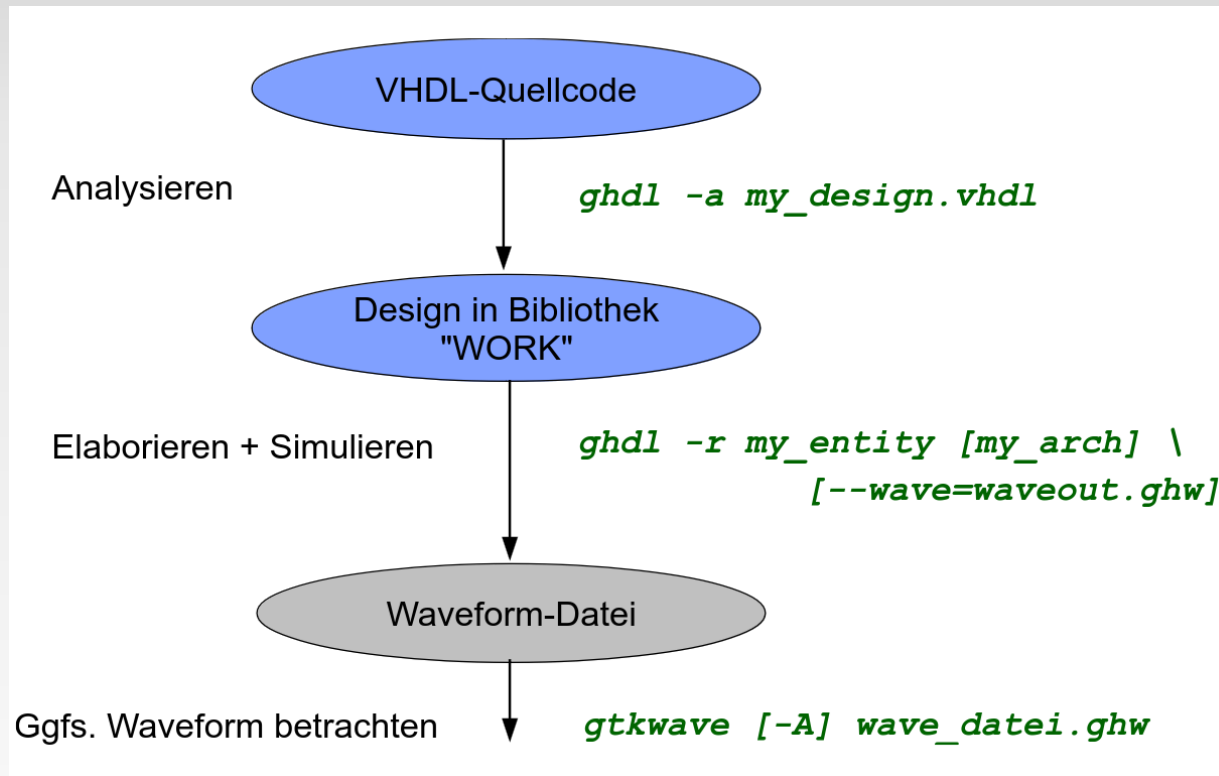 VHDL-Quellcode
Analysieren
ghdl -a my_design.vhdl
Design in Bibliothek
"WORK"
Elaborieren + Simulieren
ghdl -r my_entity [my_arch] \
[--wave=waveout.ghw]
Waveform-Datei
Ggfs. Waveform betrachten
gtkwave [-A] wave_datei.ghw